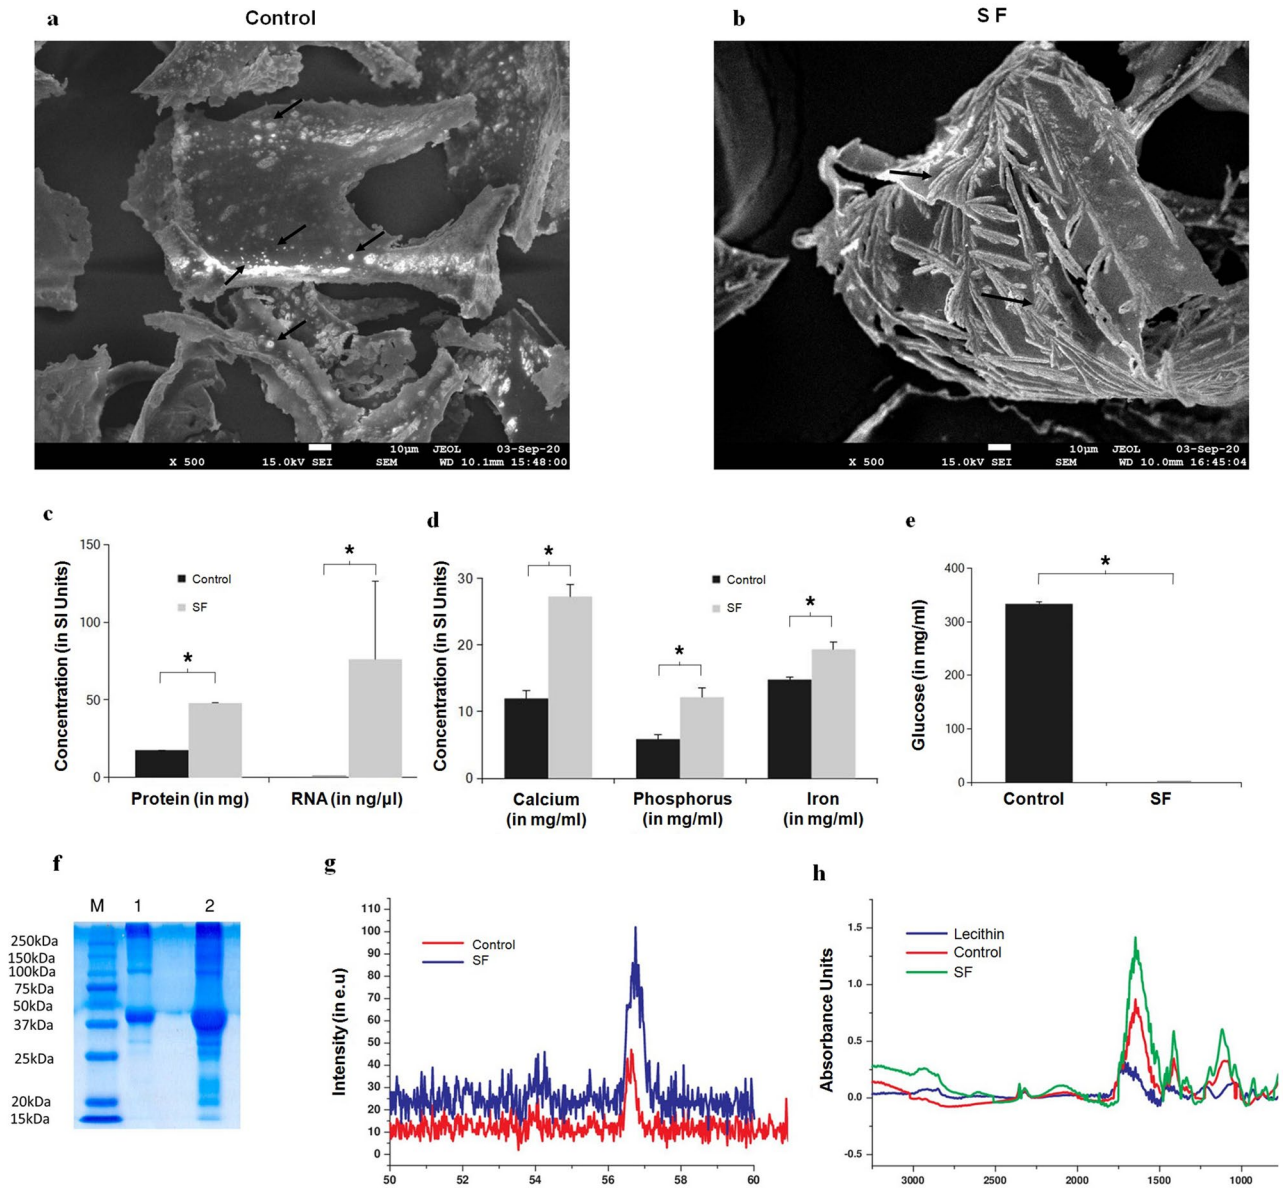 a Control
b S F
10µm JEOL 03-Sep-20
X 500 15.0kV SEI SEM WD 10.1mm 15:48:00
10µm JEOL 03-Sep-20
X 500 15.0kV SEI SEM WD 10.0mm 16:45:04
c
Concentration (in SI Units)
150
100
50
0
Control
SF
*
*
Protein (in mg)
RNA (in ng/µl)
d
Concentration (in SI Units)
30
20
10
0
Control
SF
*
*
*
Calcium
(in mg/ml)
Phosphorus
(in mg/ml)
Iron
(in mg/ml)
e
Glucose (in mg/ml)
400
300
200
100
0
*
Control
SF
f
M 1 2
250kDa
150kDa
100kDa
75kDa
50kDa
37kDa
25kDa
20kDa
15kDa
g
Intensity (in e.u)
110
100
90
80
70
60
50
40
30
20
10
0
Control
SF
50 52 54 56 58 60
h
Absorbance Units
1.5
1.0
0.5
0.0
-0.5
Lecithin
Control
SF
3000 2500 2000 1500 1000